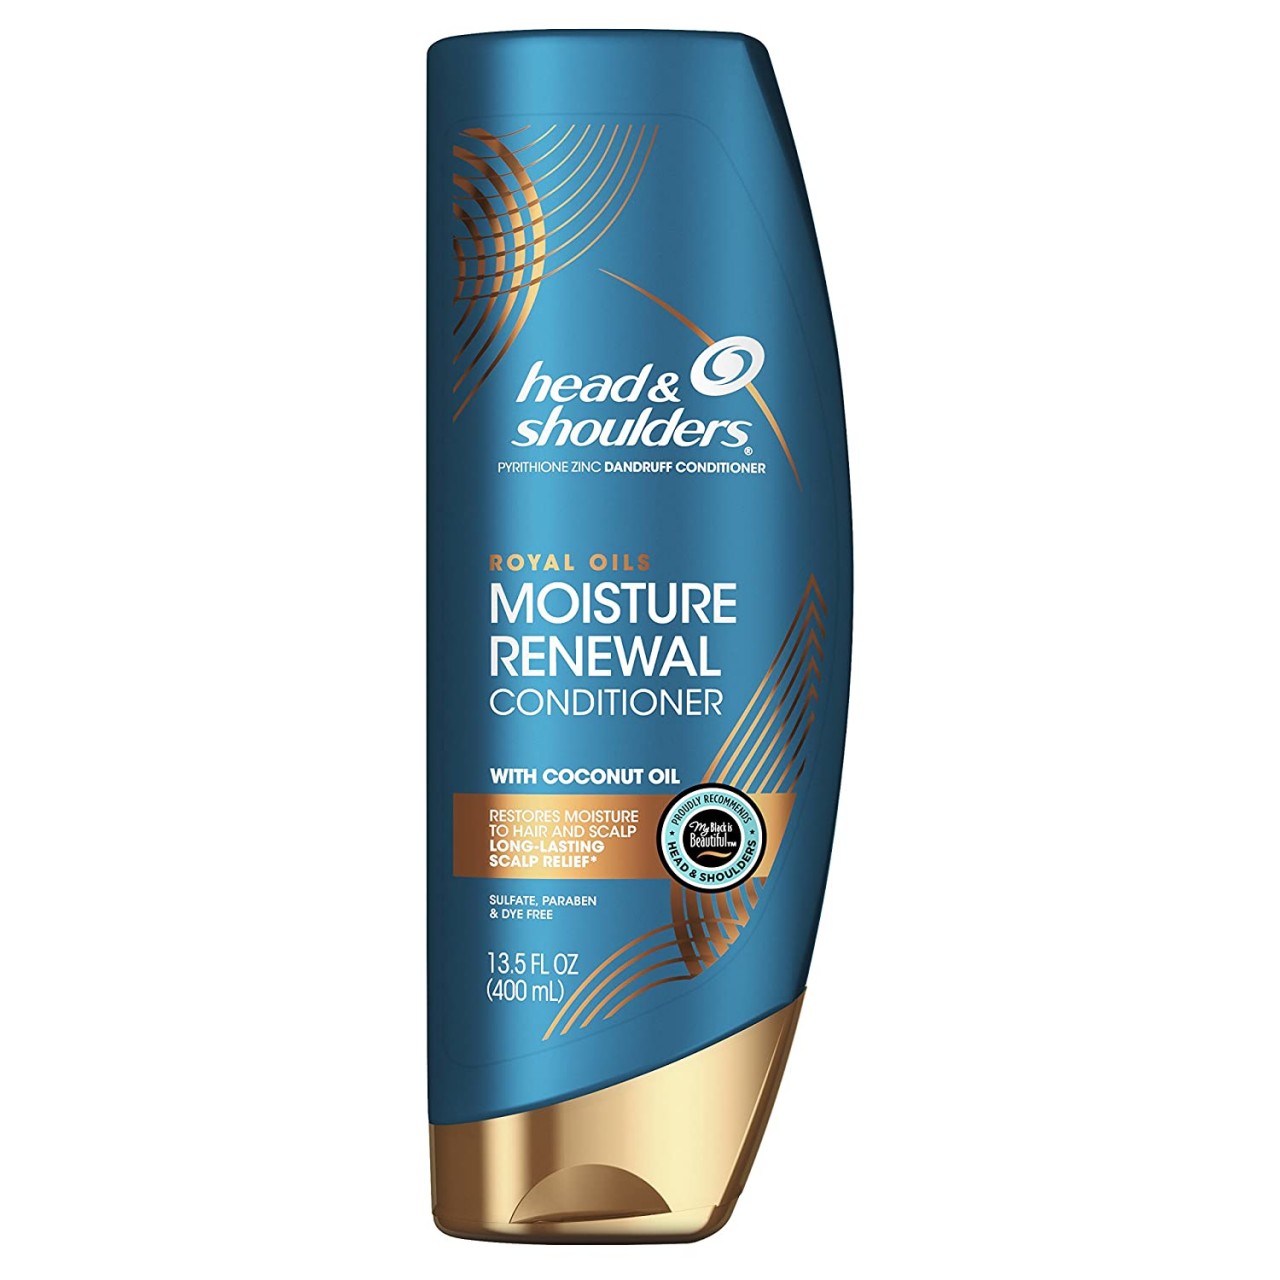 head &
shoulders®
PYRITHIONE ZINC DANDRUFF CONDITIONER
ROYAL OILS
MOISTURE
RENEWAL
CONDITIONER
WITH COCONUT OIL
RESTORES MOISTURE
TO HAIR AND SCALP
LONG-LASTING
SCALP RELIEF*
PROUDLY RECOMMENDS
My Black is
Beautiful™
HEAD & SHOULDERS
SULFATE, PARABEN
& DYE FREE
13.5 FL OZ
(400 mL)